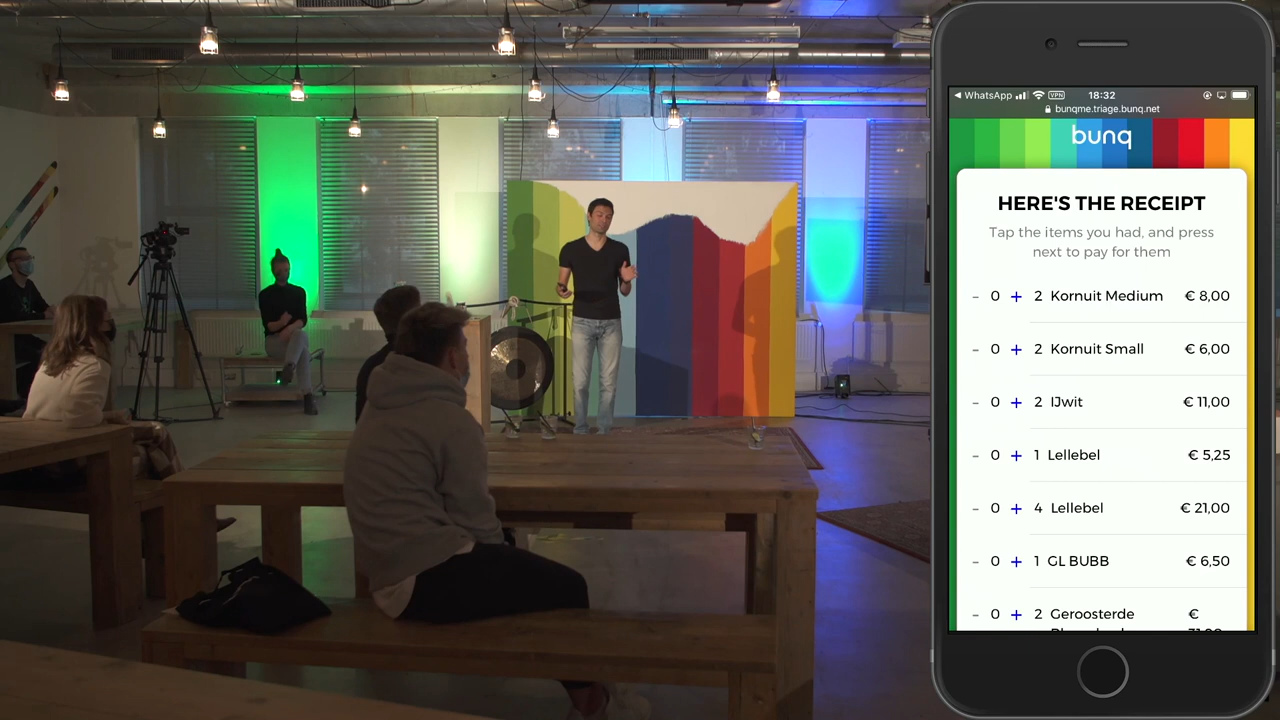 WhatsApp VPN 18:32
bunqme.triage.bunq.net
bunq
HERE'S THE RECEIPT
Tap the items you had, and press
next to pay for them
- 0 + 2 Kornuit Medium € 8,00
- 0 + 2 Kornuit Small € 6,00
- 0 + 2 IJwit € 11,00
- 0 + 1 Lellebel € 5,25
- 0 + 4 Lellebel € 21,00
- 0 + 1 GL BUBB € 6,50
- 0 + 2 Geroosterde €